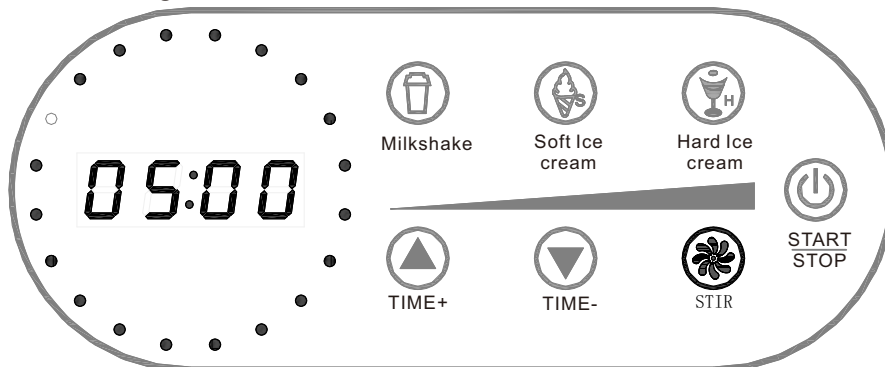 05:00
Milkshake
Soft Ice
cream
S
Hard Ice
cream
H
TIME+
TIME-
STIR
START
STOP